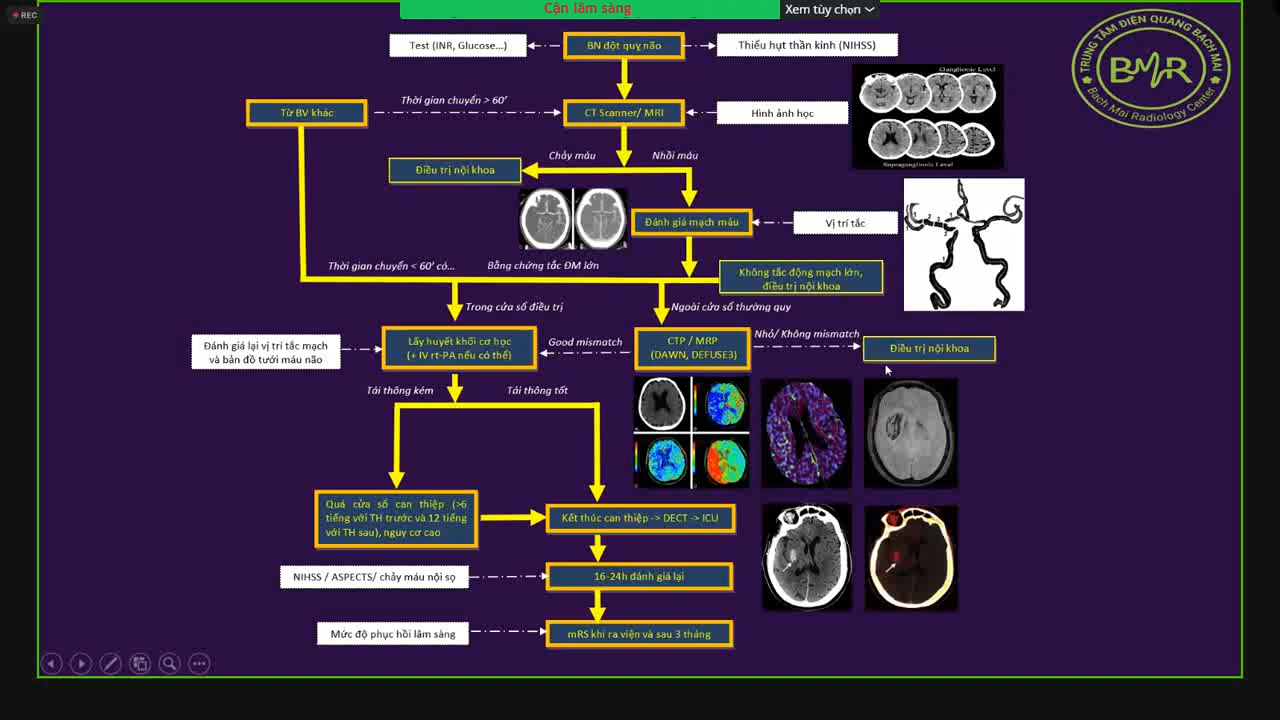 Cận lâm sàng
Xem tùy chọn
REC
Test (INR, Glucose...)
BN đột quỵ não
Thiếu hụt thần kinh (NIHSS)
TRUNG TÂM ĐIỆN QUANG BẠCH MAI
BMR
Bach Mai Radiology Center
Ganglionic Level
Supraganglionic Level
Từ BV khác
Thời gian chuyển > 60’
CT Scanner/ MRI
Hình ảnh học
Chảy máu
Nhồi máu
Điều trị nội khoa
Đánh giá mạch máu
Vị trí tắc
Thời gian chuyển < 60’ có...
Bằng chứng tắc ĐM lớn
Không tắc động mạch lớn,
điều trị nội khoa
Trong cửa sổ điều trị
Ngoài cửa sổ thường quy
Đánh giá lại vị trí tắc mạch
và bản đồ tưới máu não
Lấy huyết khối cơ học
(+ IV rt-PA nếu có thể)
Good mismatch
CTP / MRP
(DAWN, DEFUSE3)
Nhỏ/ Không mismatch
Điều trị nội khoa
Tái thông kém
Tái thông tốt
Quá cửa sổ can thiệp (>6
tiếng với TH trước và 12 tiếng
với TH sau), nguy cơ cao
Kết thúc can thiệp -> DECT -> ICU
NIHSS / ASPECTS/ chảy máu nội sọ
16-24h đánh giá lại
Mức độ phục hồi lâm sàng
mRS khi ra viện và sau 3 tháng